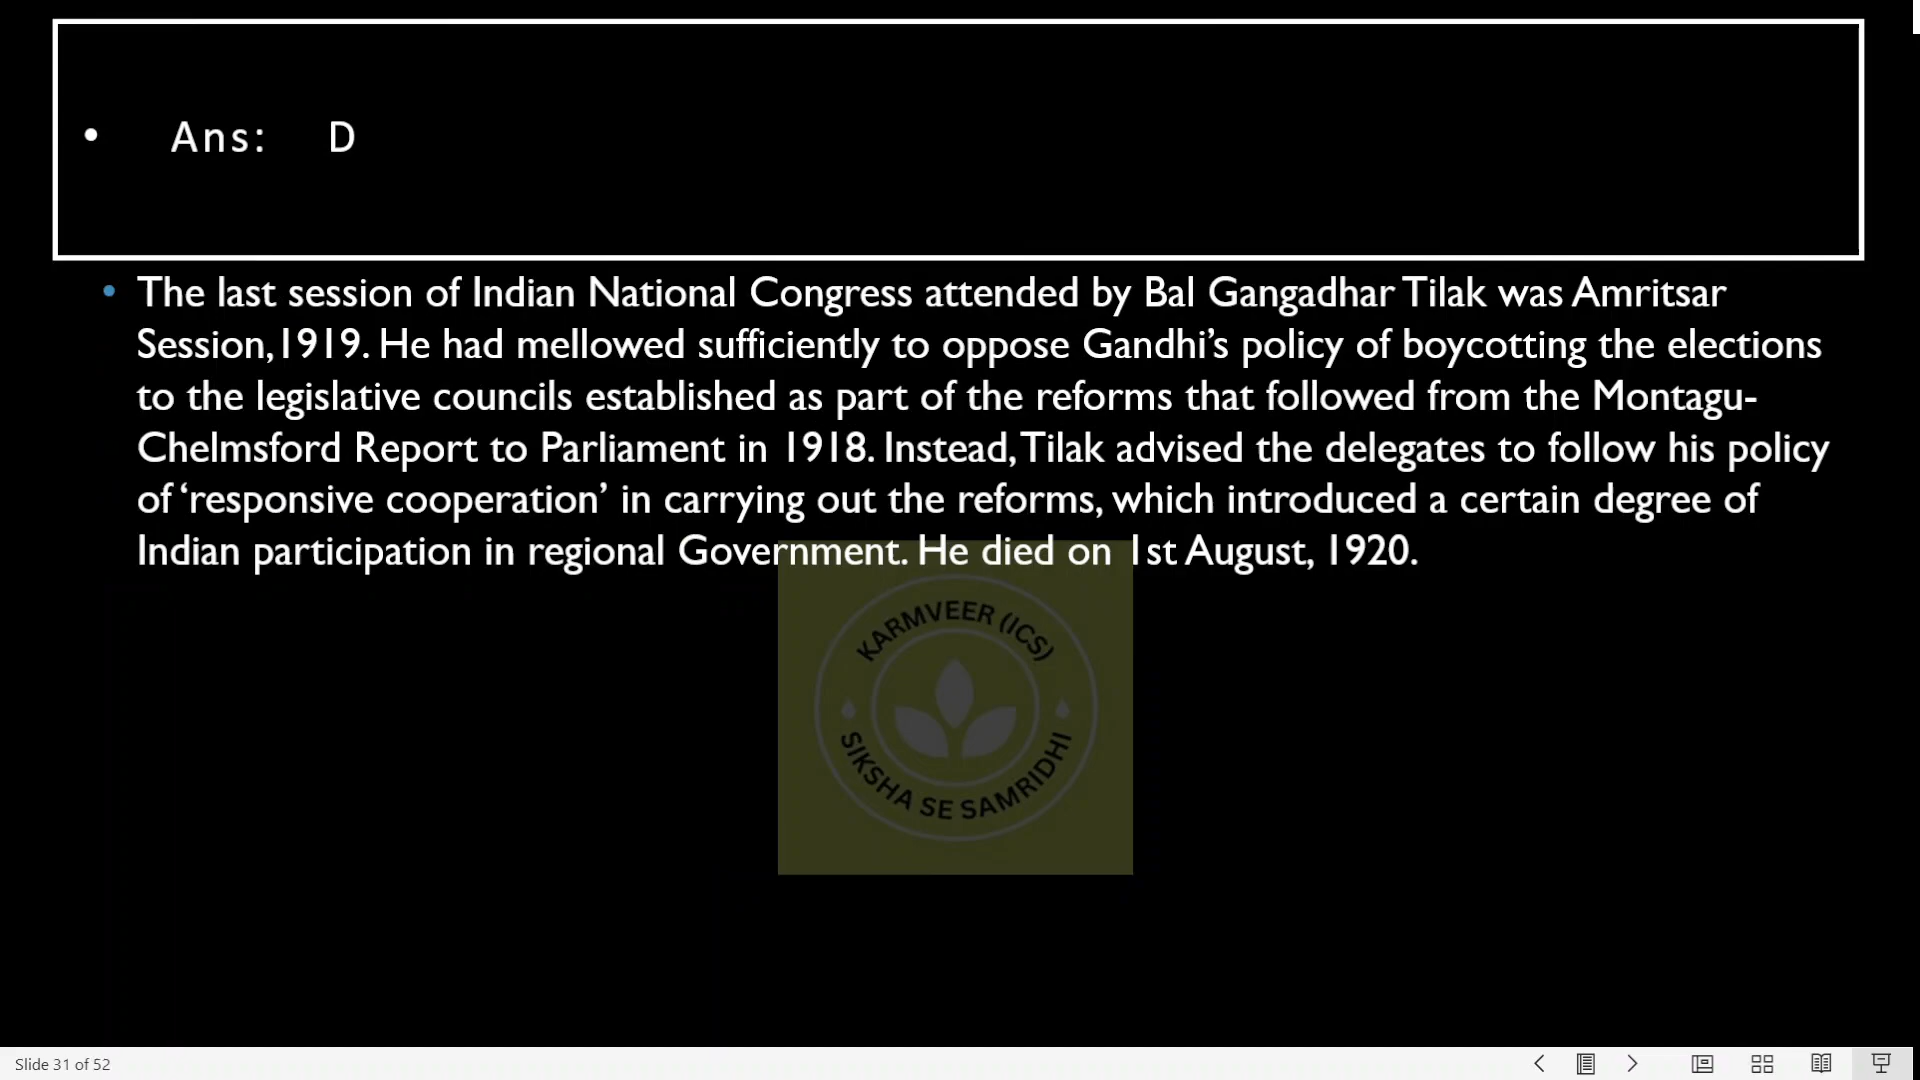 • Ans: D
• The last session of Indian National Congress attended by Bal Gangadhar Tilak was Amritsar
Session,1919. He had mellowed sufficiently to oppose Gandhi’s policy of boycotting the elections
to the legislative councils established as part of the reforms that followed from the Montagu-
Chelmsford Report to Parliament in 1918. Instead, Tilak advised the delegates to follow his policy
of ‘responsive cooperation’ in carrying out the reforms, which introduced a certain degree of
Indian participation in regional Government. He died on 1st August, 1920.
KARMVEER (ICS)
SIKSHA SE SAMRIDHI
Slide 31 of 52